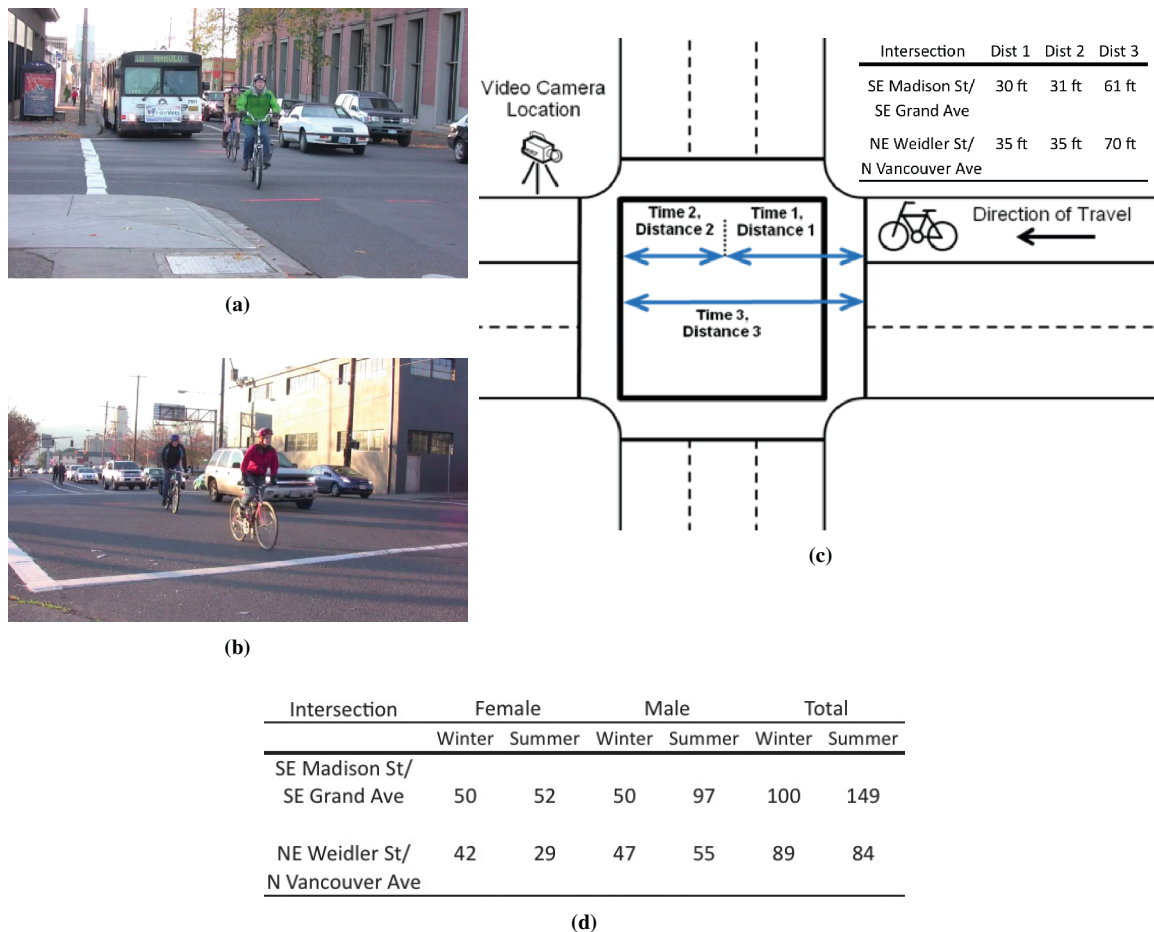 10 HAROLD
(a)
(b)
Video Camera
Location
Time 2,
Distance 2
Time 1,
Distance 1
Time 3,
Distance 3
Direction of Travel
Intersection Dist 1 Dist 2 Dist 3
SE Madison St/ 30 ft 31 ft 61 ft
SE Grand Ave
NE Weidler St/ 35 ft 35 ft 70 ft
N Vancouver Ave
(c)
Intersection Female Male Total
Winter Summer Winter Summer Winter Summer
SE Madison St/
SE Grand Ave 50 52 50 97 100 149
NE Weidler St/ 42 29 47 55 89 84
N Vancouver Ave
(d)